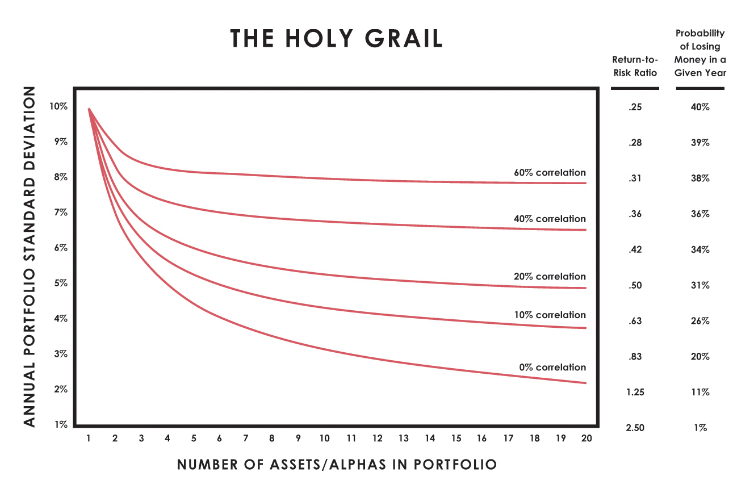 THE HOLY GRAIL
Probability
of Losing
Money in a
Given Year
Return-to-
Risk Ratio
ANNUAL PORTFOLIO STANDARD DEVIATION
10%
9%
8%
7%
6%
5%
4%
3%
2%
1%
60% correlation
40% correlation
20% correlation
10% correlation
0% correlation
.25 40%
.28 39%
.31 38%
.36 36%
.42 34%
.50 31%
.63 26%
.83 20%
1.25 11%
2.50 1%
1 2 3 4 5 6 7 8 9 10 11 12 13 14 15 16 17 18 19 20
NUMBER OF ASSETS/ALPHAS IN PORTFOLIO